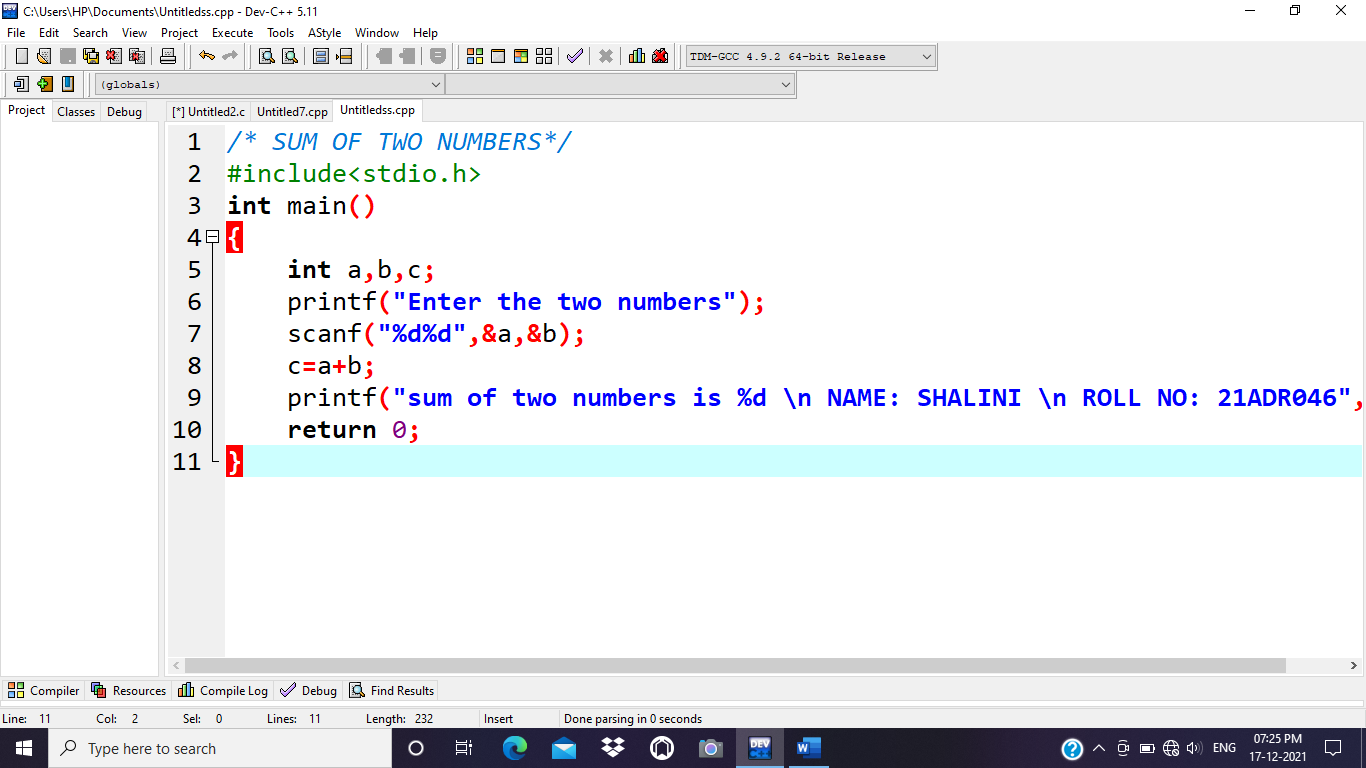 C:\Users\HP\Documents\Untitledss.cpp - Dev-C++ 5.11
File Edit Search View Project Execute Tools AStyle Window Help
TDM-GCC 4.9.2 64-bit Release
(globals)
Project Classes Debug [*] Untitled2.c Untitled7.cpp Untitledss.cpp
1 /* SUM OF TWO NUMBERS*/
2 #include<stdio.h>
3 int main()
4 {
5 int a,b,c;
6 printf("Enter the two numbers");
7 scanf("%d%d",&a,&b);
8 c=a+b;
9 printf("sum of two numbers is %d \n NAME: SHALINI \n ROLL NO: 21ADR046",
10 return 0;
11 }
Compiler Resources Compile Log Debug Find Results
Line: 11 Col: 2 Sel: 0 Lines: 11 Length: 232 Insert Done parsing in 0 seconds
Type here to search DEV W ENG 07:25 PM
17-12-2021